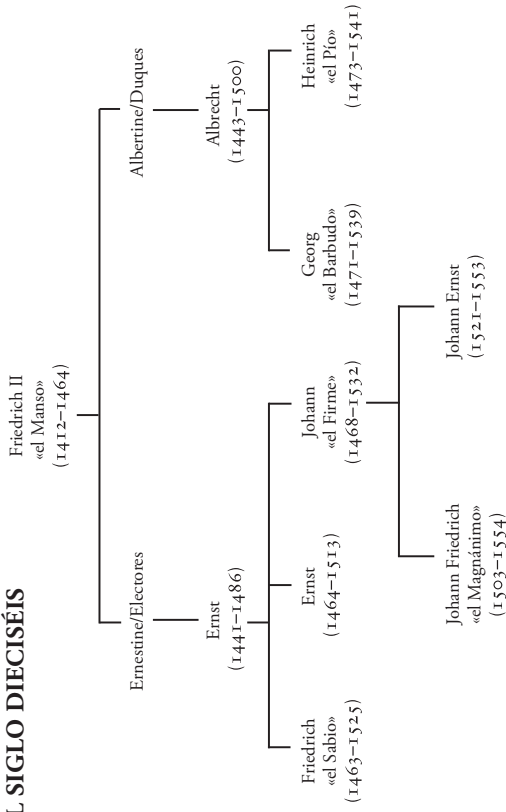 L SIGLO DIECISÉIS
Friedrich II
«el Manso»
(1412–1464)
Ernestine/Electores
Albertine/Duques
Ernst
(1441–1486)
Albrecht
(1443–1500)
Friedrich
«el Sabio»
(1463–1525)
Ernst
(1464–1513)
Johann
«el Firme»
(1468–1532)
Georg
«el Barbudo»
(1471–1539)
Heinrich
«el Pío»
(1473–1541)
Johann Friedrich
«el Magnánimo»
(1503–1554)
Johann Ernst
(1521–1553)